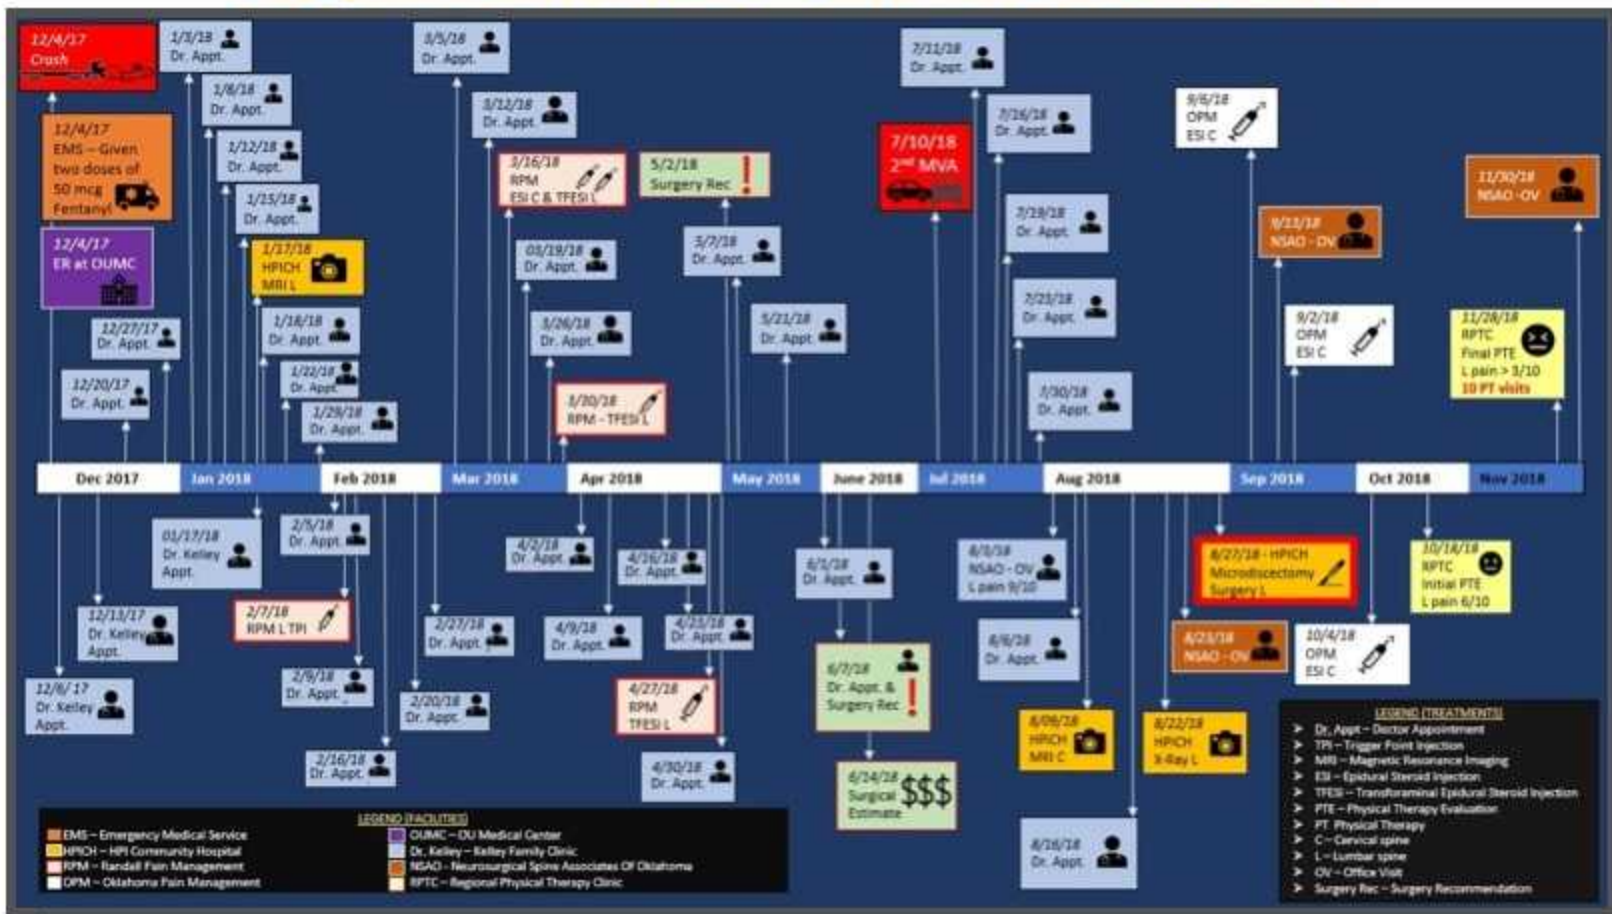 12/4/17
Crash
12/4/17
EMS – Given
two doses of
50 mcg
Fentanyl
12/4/17
ER at OUMC
12/27/17
Dr. Appt.
12/20/17
Dr. Appt.
1/3/18
Dr. Appt.
1/8/18
Dr. Appt.
1/12/18
Dr. Appt.
1/15/18
Dr. Appt.
1/17/18
HPICH
MRI L
1/18/18
Dr. Appt.
1/22/18
Dr. Appt.
1/29/18
Dr. Appt.
3/5/18
Dr. Appt.
3/12/18
Dr. Appt.
3/16/18
RPM
ESI C & TFESI L
03/19/18
Dr. Appt.
3/26/18
Dr. Appt.
3/30/18
RPM - TFESI L
5/2/18
Surgery Rec
5/7/18
Dr. Appt.
5/21/18
Dr. Appt.
7/10/18
2nd MVA
7/11/18
Dr. Appt.
7/16/18
Dr. Appt.
7/19/18
Dr. Appt.
7/23/18
Dr. Appt.
7/30/18
Dr. Appt.
9/6/18
OPM
ESI C
9/13/18
NSAO - OV
9/2/18
OPM
ESI C
11/30/18
NSAO -OV
11/28/18
RPTC
Final PTE
L pain > 3/10
10 PT visits
Dec 2017
Jan 2018
Feb 2018
Mar 2018
Apr 2018
May 2018
June 2018
Jul 2018
Aug 2018
Sep 2018
Oct 2018
Nov 2018
12/6/ 17
Dr. Kelley
Appt.
12/13/17
Dr. Kelley
Appt.
01/17/18
Dr. Kelley
Appt.
2/5/18
Dr. Appt.
2/7/18
RPM L TPI
2/9/18
Dr. Appt.
2/16/18
Dr. Appt.
2/20/18
Dr. Appt.
2/27/18
Dr. Appt.
4/2/18
Dr. Appt.
4/9/18
Dr. Appt.
4/16/18
Dr. Appt.
4/23/18
Dr. Appt.
4/27/18
RPM
TFESI L
4/30/18
Dr. Appt.
6/1/18
Dr. Appt.
6/7/18
Dr. Appt. &
Surgery Rec
6/14/18
Surgical
Estimate
$$$
8/3/18
NSAO - OV
L pain 9/10
8/6/18
Dr. Appt.
8/09/18
HPICH
MRI C
8/16/18
Dr. Appt.
8/22/18
HPICH
X-Ray L
8/23/18
NSAO - OV
8/27/18 - HPICH
Microdiscectomy
Surgery L
10/4/18
OPM
ESI C
10/18/18
RPTC
Initial PTE
L pain 6/10
LEGEND (FACILITIES)
EMS – Emergency Medical Service
HPICH – HPI Community Hospital
RPM – Randall Pain Management
OPM – Oklahoma Pain Management
OUMC – OU Medical Center
Dr. Kelley – Kelley Family Clinic
NSAO - Neurosurgical Spine Associates Of Oklahoma
RPTC – Regional Physical Therapy Clinic
LEGEND (TREATMENTS)
Dr. Appt – Doctor Appointment
TPI – Trigger Point Injection
MRI – Magnetic Resonance Imaging
ESI – Epidural Steroid Injection
TFESI – Transforaminal Epidural Steroid Injection
PTE – Physical Therapy Evaluation
PT Physical Therapy
C – Cervical spine
L – Lumbar spine
OV – Office Visit
Surgery Rec – Surgery Recommendation